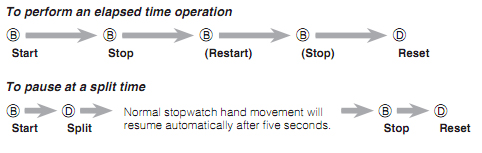 To perform an elapsed time operation
Ⓑ Ⓑ Ⓑ Ⓑ Ⓓ
Start Stop (Restart) (Stop) Reset
To pause at a split time
Ⓑ Ⓓ Normal stopwatch hand movement will Ⓑ Ⓓ
Start Split resume automatically after five seconds. Stop Reset